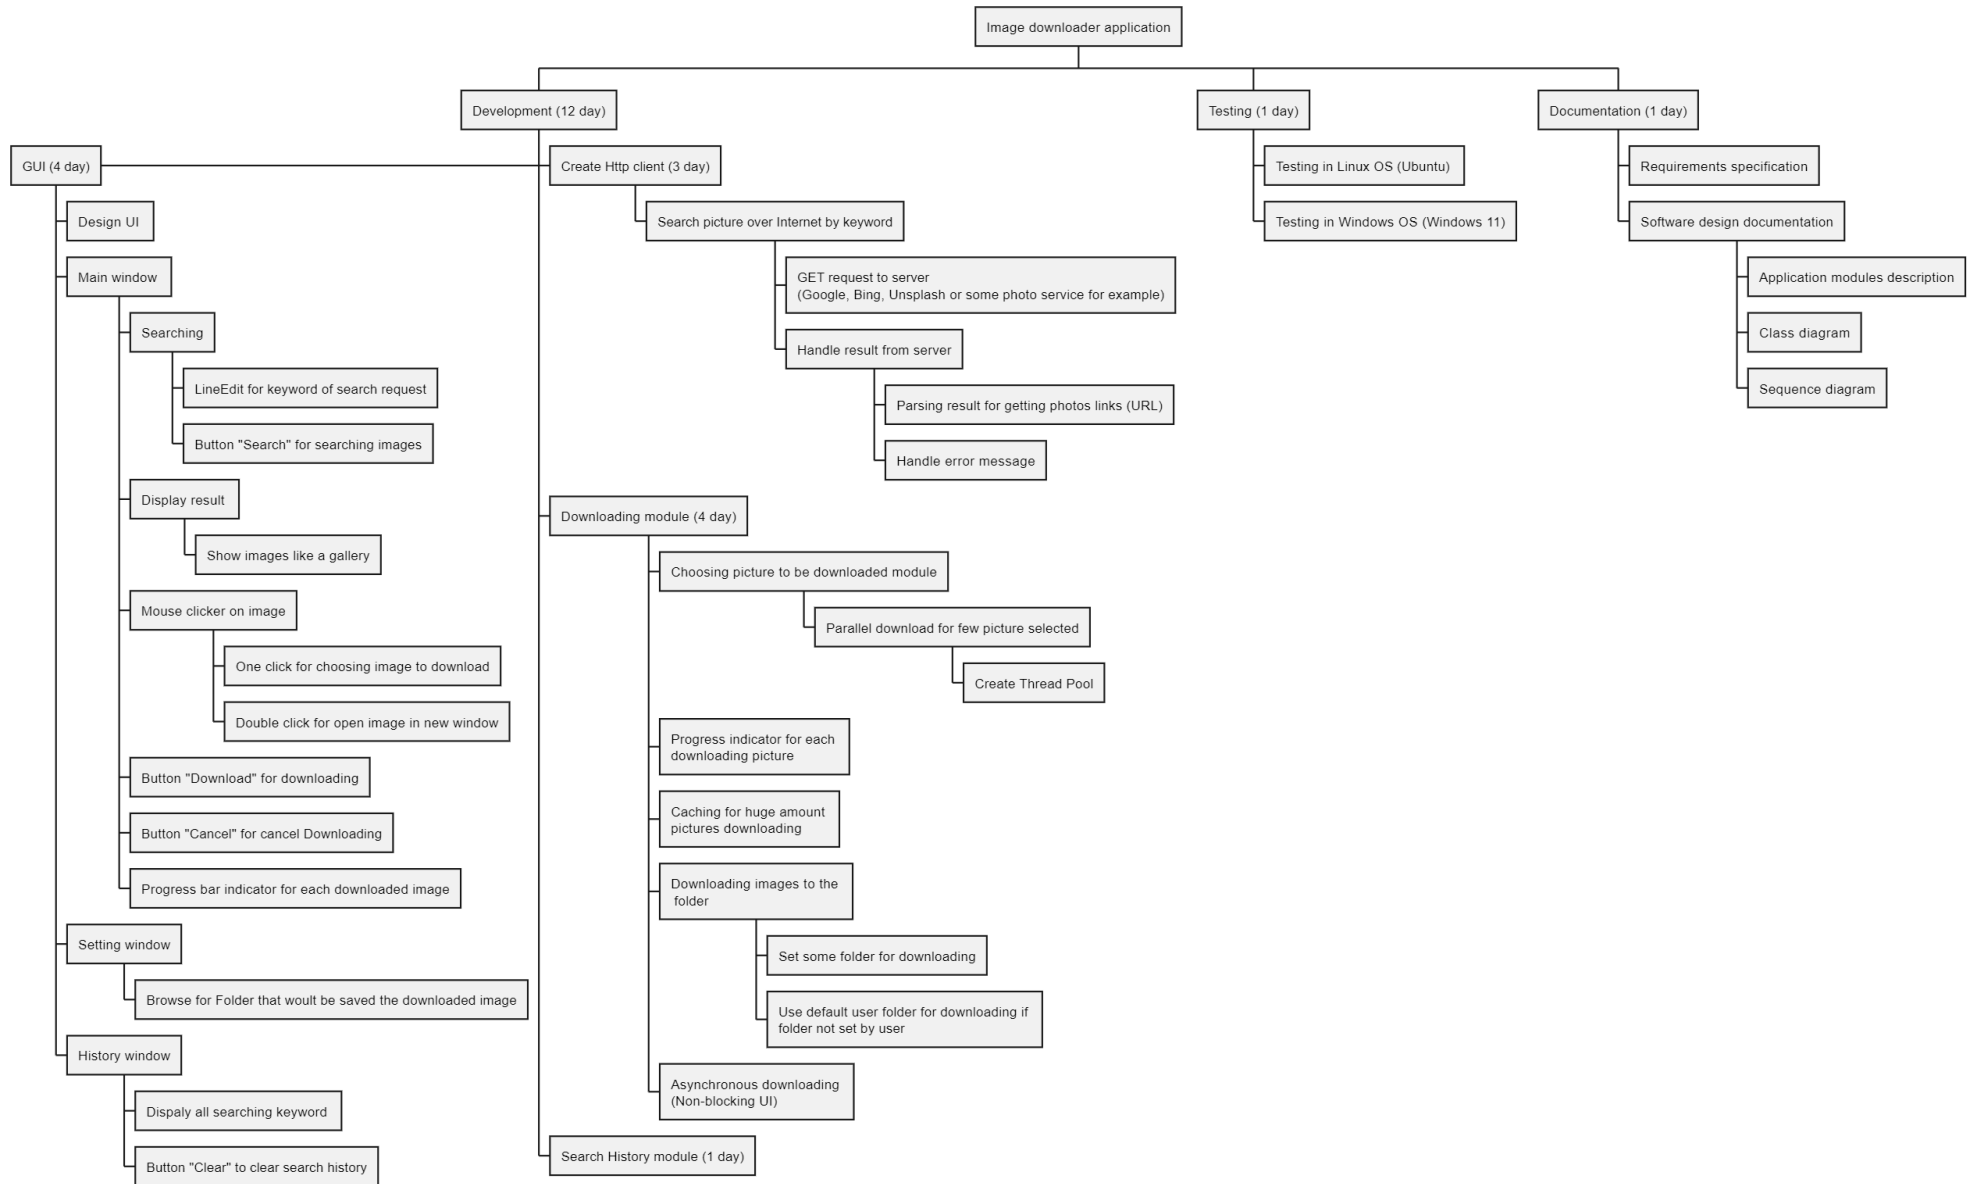 Image downloader application
Development (12 day)
Testing (1 day)
Documentation (1 day)
GUI (4 day)
Design UI
Main window
Searching
LineEdit for keyword of search request
Button "Search" for searching images
Display result
Show images like a gallery
Mouse clicker on image
One click for choosing image to download
Double click for open image in new window
Button "Download" for downloading
Button "Cancel" for cancel Downloading
Progress bar indicator for each downloaded image
Setting window
Browse for Folder that woult be saved the downloaded image
History window
Dispaly all searching keyword
Button "Clear" to clear search history
Create Http client (3 day)
Search picture over Internet by keyword
GET request to server
(Google, Bing, Unsplash or some photo service for example)
Handle result from server
Parsing result for getting photos links (URL)
Handle error message
Downloading module (4 day)
Choosing picture to be downloaded module
Parallel download for few picture selected
Create Thread Pool
Progress indicator for each
downloading picture
Caching for huge amount
pictures downloading
Downloading images to the
folder
Set some folder for downloading
Use default user folder for downloading if
folder not set by user
Asynchronous downloading
(Non-blocking UI)
Search History module (1 day)
Testing in Linux OS (Ubuntu)
Testing in Windows OS (Windows 11)
Requirements specification
Software design documentation
Application modules description
Class diagram
Sequence diagram